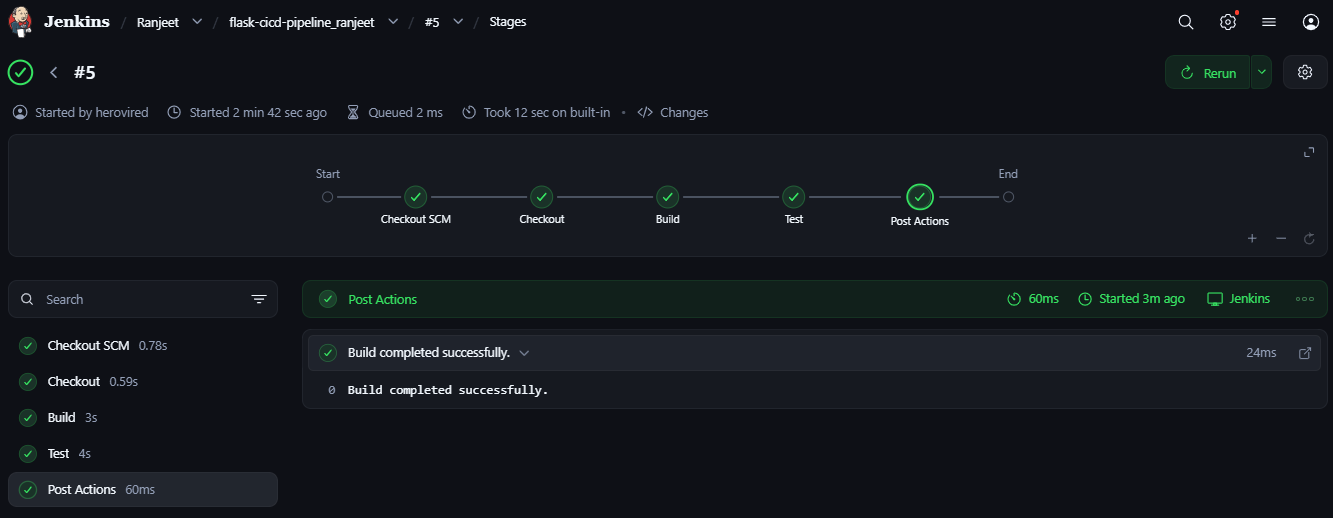 Jenkins / Ranjeet / flask-cicd-pipeline_ranjeet / #5 / Stages
#5
Rerun
Started by herovired Started 2 min 42 sec ago Queued 2 ms Took 12 sec on built-in • </> Changes
Start End
Checkout SCM Checkout Build Test Post Actions
Search
Post Actions 60ms Started 3m ago Jenkins
Checkout SCM 0.78s
Checkout 0.59s
Build 3s
Test 4s
Post Actions 60ms
Build completed successfully. 24ms
0 Build completed successfully.